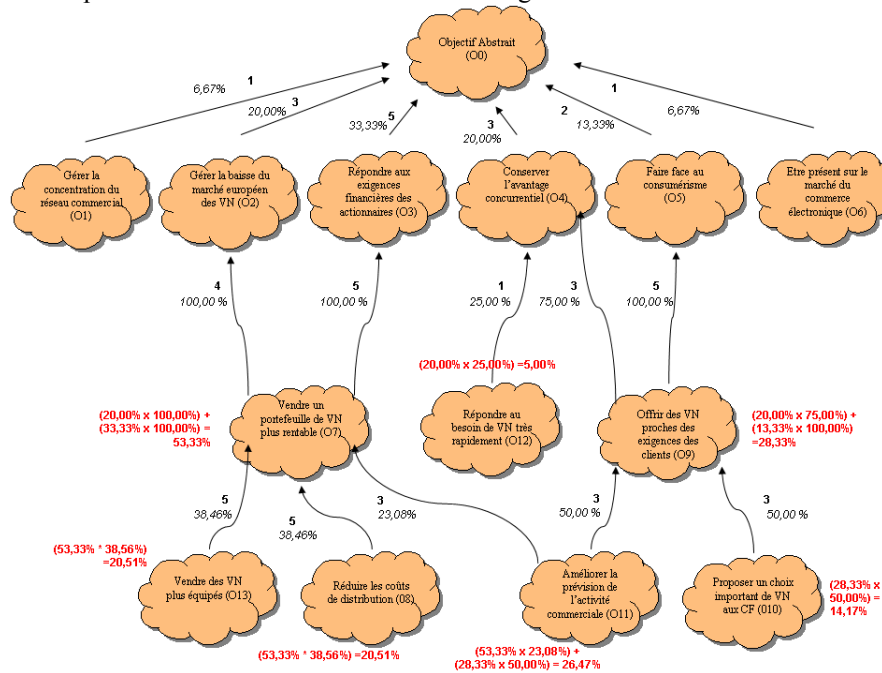 Objectif Abstrait
(O0)
1
6,67%
3
20,00%
5
33,33%
3
20,00%
2
13,33%
1
6,67%
Gérer la
concentration du
réseau commercial
(O1)
Gérer la baisse du
marché européen
des VN (O2)
Répondre aux
exigences
financières des
actionnaires (O3)
Conserver
l'avantage
concurrentiel (O4)
Faire face au
consumérisme
(O5)
Etre présent sur le
marché du
commerce
électronique (O6)
4
100,00 %
5
100,00 %
1
25,00 %
3
75,00 %
5
100,00 %
(20,00% x 25,00%) =5,00%
(20,00% x 100,00%) +
(33,33% x 100,00%) =
53,33%
Vendre un
portefeuille de VN
plus rentable (O7)
Répondre au
besoin de VN très
rapidement (O12)
Offrir des VN
proches des
exigences des
clients (O9)
(20,00% x 75,00%) +
(13,33% x 100,00%)
=28,33%
5
38,46%
5
38,46%
3
23,08%
3
50,00%
3
50,00 %
(53,33% * 38,56%)
=20,51%
Vendre des VN
plus équipés (O13)
Réduire les coûts
de distribution (08)
Améliorer la
prévision de
l'activité
commerciale (O11)
Proposer un choix
important de VN
aux CF (010)
(28,33% x
50,00%) =
14,17%
(53,33% * 38,56%) =20,51%
(53,33% x 23,08%) +
(28,33% x 50,00%) = 26,47%